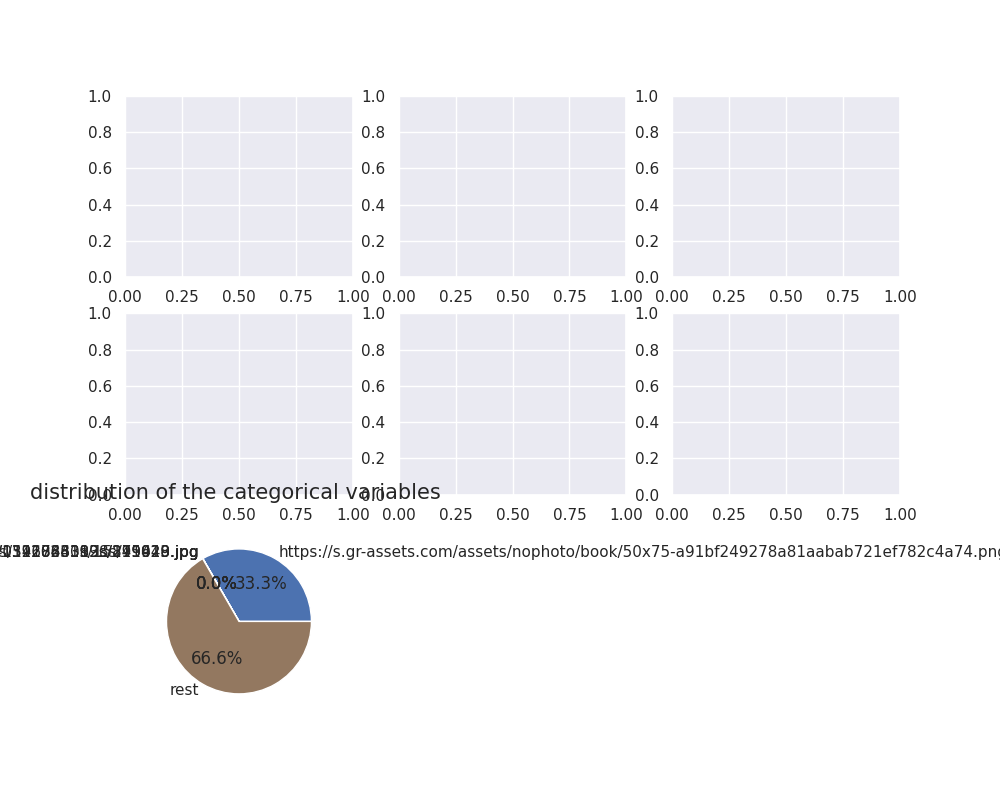 1.0 1.0 1.0
0.8 0.8 0.8
0.6 0.6 0.6
0.4 0.4 0.4
0.2 0.2 0.2
0.0 0.0 0.0
0.00 0.25 0.50 0.75 1.00 0.00 0.25 0.50 0.75 1.00 0.00 0.25 0.50 0.75 1.00
1.0 1.0 1.0
0.8 0.8 0.8
0.6 0.6 0.6
0.4 0.4 0.4
0.2 0.2 0.2
0.0 0.0 0.0
distribution of the categorical variables
0.00 0.25 0.50 0.75 1.00 0.00 0.25 0.50 0.75 1.00 0.00 0.25 0.50 0.75 1.00
https://s.gr-assets.com/assets/nophoto/book/50x75-a91bf249278a81aabab721ef782c4a74.png
0.0% 33.3%
66.6%
rest